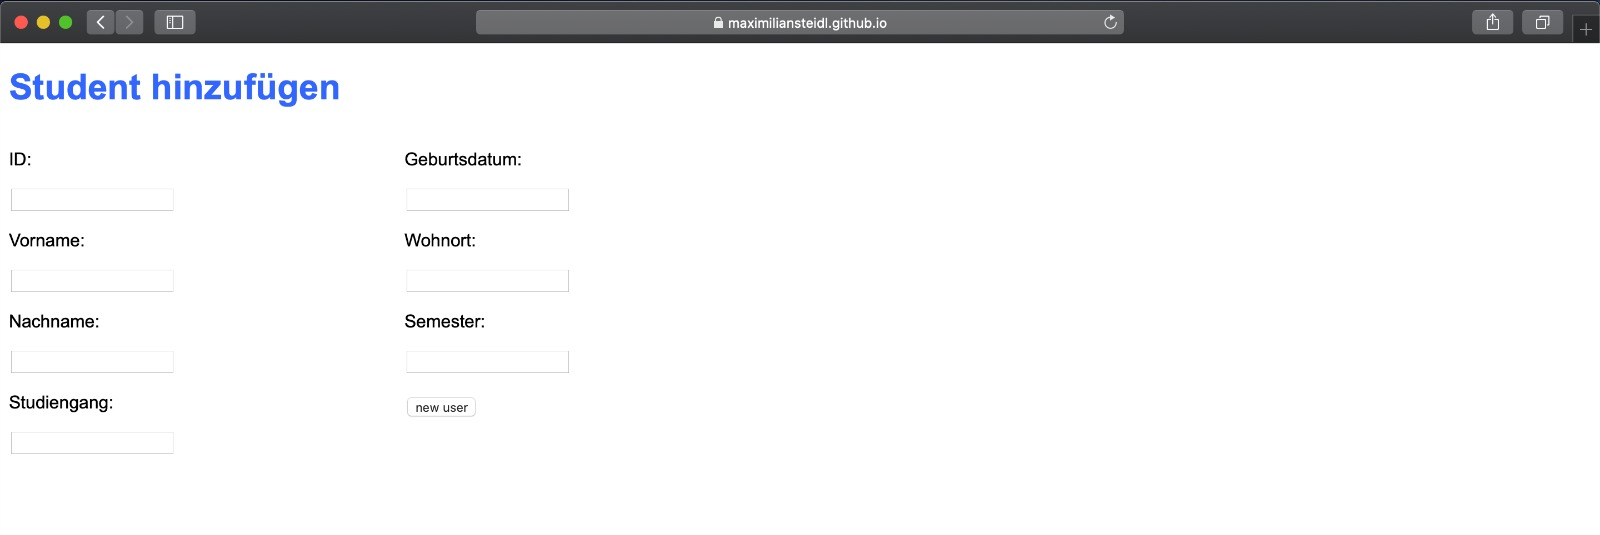 maximiliansteidl.github.io
Student hinzufügen
ID:
Vorname:
Nachname:
Studiengang:
Geburtsdatum:
Wohnort:
Semester:
new user